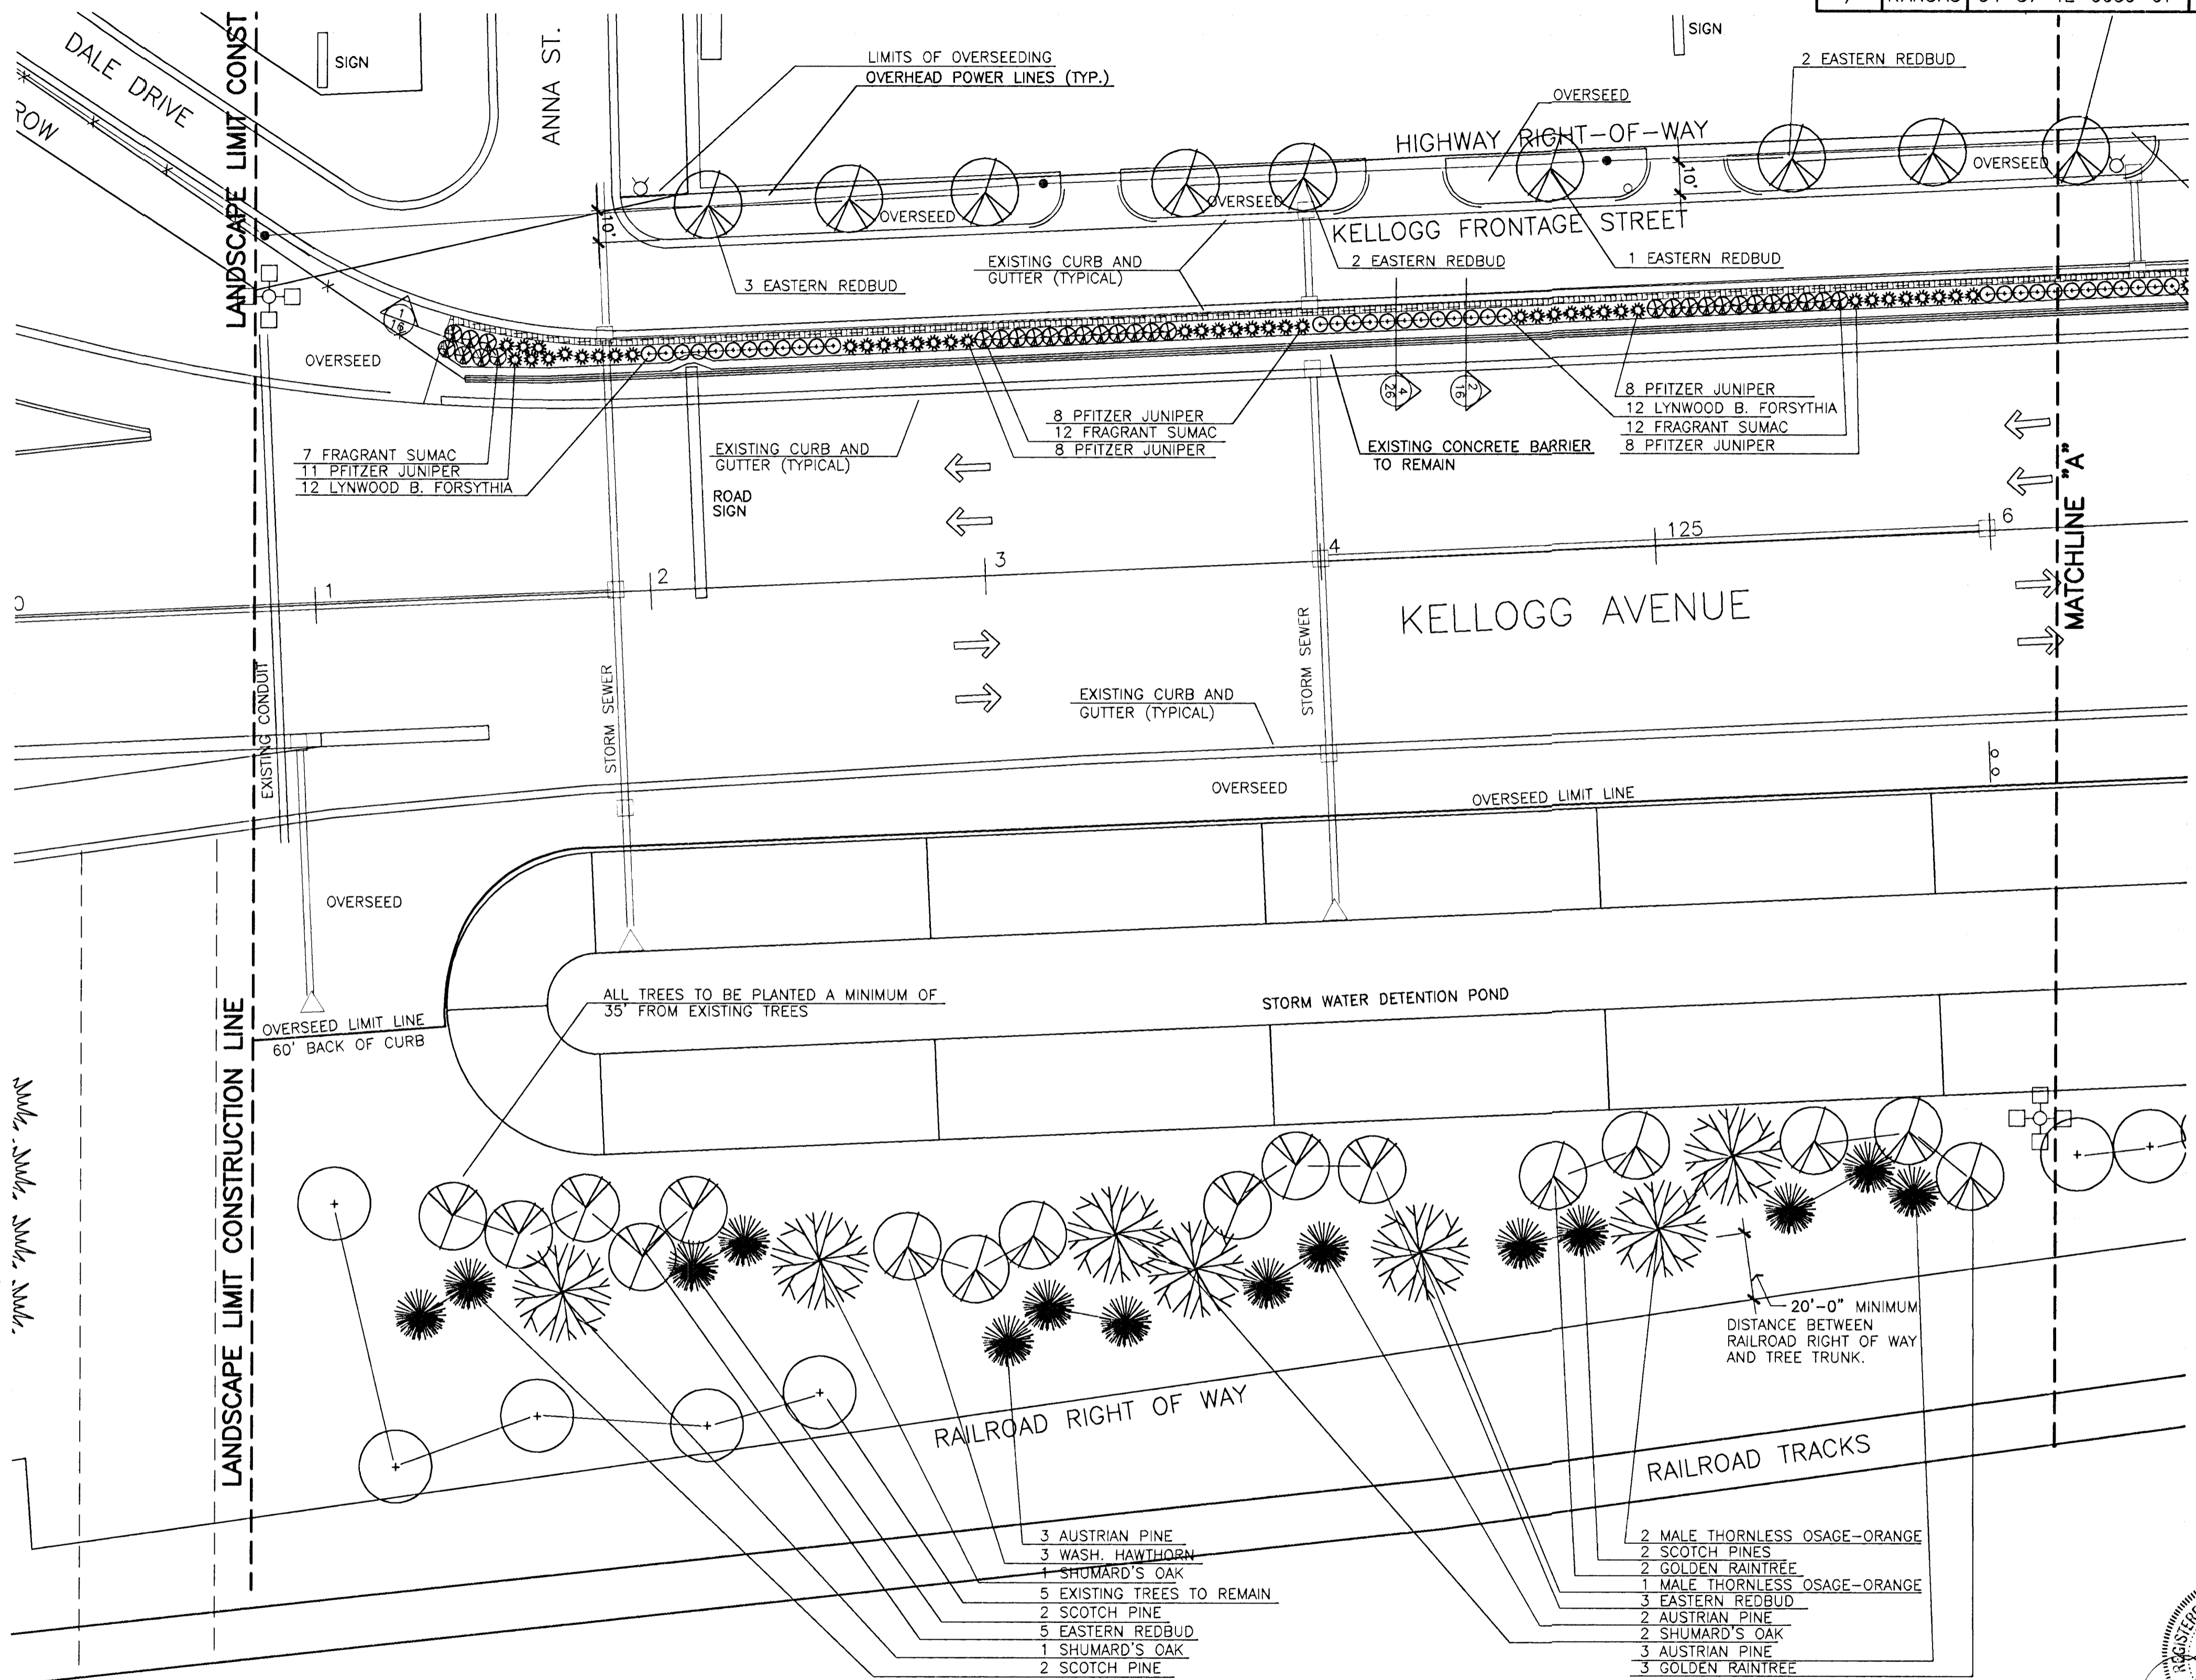 KANSAS
DALE DRIVE
ROW
LANDSCAPE LIMIT CONST
SIGN
ANNA ST.
LIMITS OF OVERSEEDING
OVERHEAD POWER LINES (TYP.)
SIGN
2 EASTERN REDBUD
OVERSEED
HIGHWAY RIGHT-OF-WAY
OVERSEED
OVERSEED
OVERSEED
10'
10'
KELLOGG FRONTAGE STREET
3 EASTERN REDBUD
EXISTING CURB AND
GUTTER (TYPICAL)
2 EASTERN REDBUD
1 EASTERN REDBUD
1
16
OVERSEED
4
26
2
16
7 FRAGRANT SUMAC
11 PFITZER JUNIPER
12 LYNWOOD B. FORSYTHIA
EXISTING CURB AND
GUTTER (TYPICAL)
ROAD
SIGN
8 PFITZER JUNIPER
12 FRAGRANT SUMAC
8 PFITZER JUNIPER
EXISTING CONCRETE BARRIER
TO REMAIN
8 PFITZER JUNIPER
12 LYNWOOD B. FORSYTHIA
12 FRAGRANT SUMAC
8 PFITZER JUNIPER
MATCHLINE "A"
0
1
2
3
4
125
6
KELLOGG AVENUE
EXISTING CONDUIT
STORM SEWER
STORM SEWER
EXISTING CURB AND
GUTTER (TYPICAL)
OVERSEED
OVERSEED LIMIT LINE
OVERSEED
ALL TREES TO BE PLANTED A MINIMUM OF
35' FROM EXISTING TREES
STORM WATER DETENTION POND
OVERSEED LIMIT LINE
60' BACK OF CURB
LANDSCAPE LIMIT CONSTRUCTION LINE
20'-0" MINIMUM
DISTANCE BETWEEN
RAILROAD RIGHT OF WAY
AND TREE TRUNK.
RAILROAD RIGHT OF WAY
RAILROAD TRACKS
3 AUSTRIAN PINE
3 WASH. HAWTHORN
1 SHUMARD'S OAK
5 EXISTING TREES TO REMAIN
2 SCOTCH PINE
5 EASTERN REDBUD
1 SHUMARD'S OAK
2 SCOTCH PINE
2 MALE THORNLESS OSAGE-ORANGE
2 SCOTCH PINES
2 GOLDEN RAINTREE
1 MALE THORNLESS OSAGE-ORANGE
3 EASTERN REDBUD
2 AUSTRIAN PINE
2 SHUMARD'S OAK
3 AUSTRIAN PINE
3 GOLDEN RAINTREE